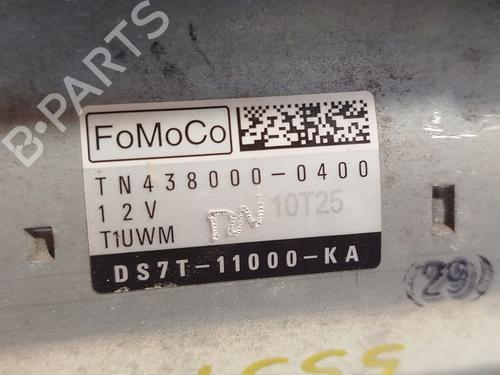 B-PARTS
FoMoCo
TN438000-0400
12V 10T25
T1UWM
DS7T-11000-KA
(29)